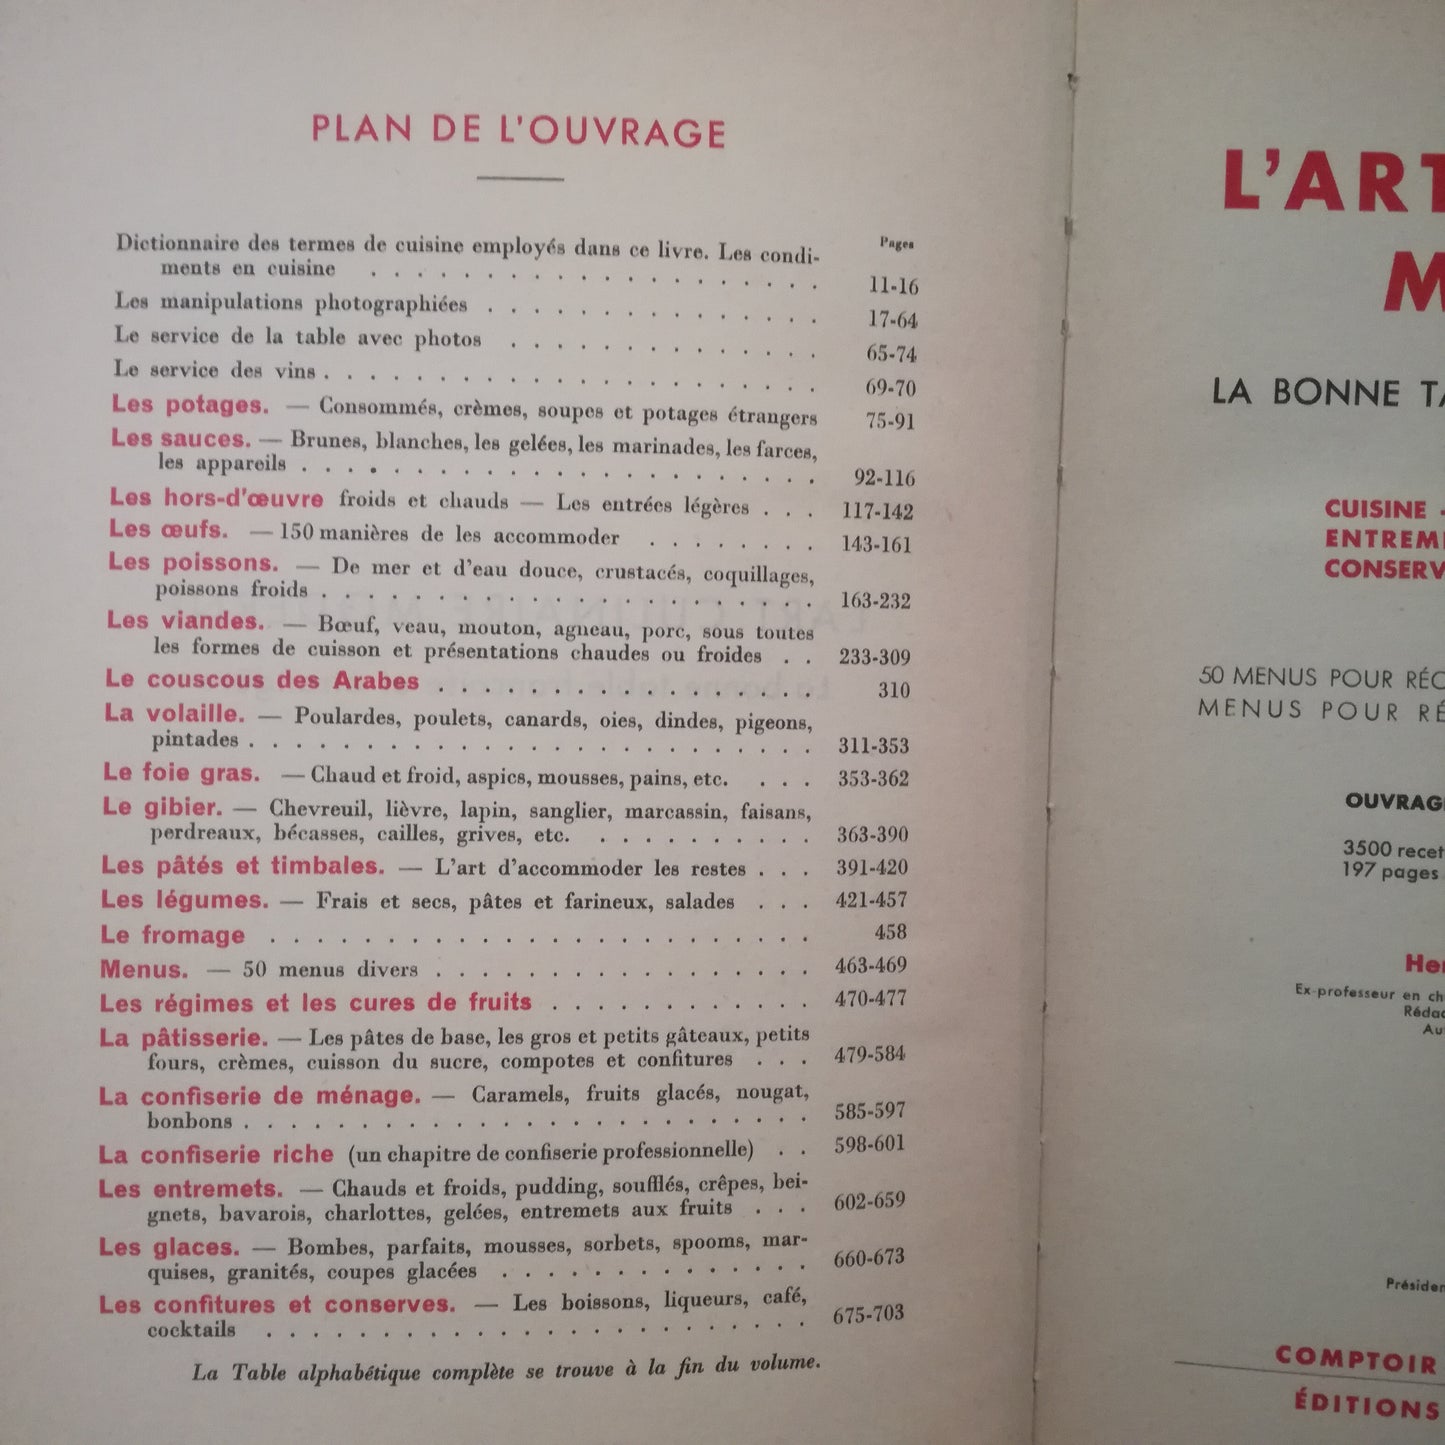 PLAN DE L'OUVRAGE
Pages
Dictionnaire des termes de cuisine employés dans ce livre. Les condi-
ments en cuisine . . . . . . . . . . . . . . . . . . . . 11-16
Les manipulations photographiées . . . . . . . . . . . . . . . 17-64
Le service de la table avec photos . . . . . . . . . . . . . . 65-74
Le service des vins . . . . . . . . . . . . . . . . . . . . . . 69-70
Les potages. — Consommés, crèmes, soupes et potages étrangers 75-91
Les sauces. — Brunes, blanches, les gelées, les marinades, les farces,
les appareils . . . . . . . . . . . . . . . . . . . . . . . 92-116
Les hors-d'œuvre froids et chauds — Les entrées légères . . . 117-142
Les œufs. — 150 manières de les accommoder . . . . . . . . 143-161
Les poissons. — De mer et d'eau douce, crustacés, coquillages,
poissons froids . . . . . . . . . . . . . . . . . . . . . . 163-232
Les viandes. — Bœuf, veau, mouton, agneau, porc, sous toutes
les formes de cuisson et présentations chaudes ou froides . . 233-309
Le couscous des Arabes . . . . . . . . . . . . . . . . . 310
La volaille. — Poulardes, poulets, canards, oies, dindes, pigeons,
pintades . . . . . . . . . . . . . . . . . . . . . . . . . 311-353
Le foie gras. — Chaud et froid, aspics, mousses, pains, etc. . . . 353-362
Le gibier. — Chevreuil, lièvre, lapin, sanglier, marcassin, faisans,
perdreaux, bécasses, cailles, grives, etc. . . . . . . . . . . 363-390
Les pâtés et timbales. — L'art d'accommoder les restes . . . 391-420
Les légumes. — Frais et secs, pâtes et farineux, salades . . . 421-457
Le fromage . . . . . . . . . . . . . . . . . . . . . . . . 458
Menus. — 50 menus divers . . . . . . . . . . . . . . . . . 463-469
Les régimes et les cures de fruits . . . . . . . . . . . . 470-477
La pâtisserie. — Les pâtes de base, les gros et petits gâteaux, petits
fours, crèmes, cuisson du sucre, compotes et confitures . . . 479-584
La confiserie de ménage. — Caramels, fruits glacés, nougat,
bonbons . . . . . . . . . . . . . . . . . . . . . . . . . 585-597
La confiserie riche (un chapitre de confiserie professionnelle) . . 598-601
Les entremets. — Chauds et froids, pudding, soufflés, crêpes, bei-
gnets, bavarois, charlottes, gelées, entremets aux fruits . . . 602-659
Les glaces. — Bombes, parfaits, mousses, sorbets, spooms, mar-
quises, granités, coupes glacées . . . . . . . . . . . . . . 660-673
Les confitures et conserves. — Les boissons, liqueurs, café,
cocktails . . . . . . . . . . . . . . . . . . . . . . . . 675-703
La Table alphabétique complète se trouve à la fin du volume.
L'ART
M
LA BONNE TA
CUISINE -
ENTREME
CONSERV
50 MENUS POUR RÉC
MENUS POUR RÉ
OUVRAG
3500 recet
197 pages
Hen
Ex-professeur en ch
Rédac
Au
Présiden
COMPTOIR
ÉDITIONS